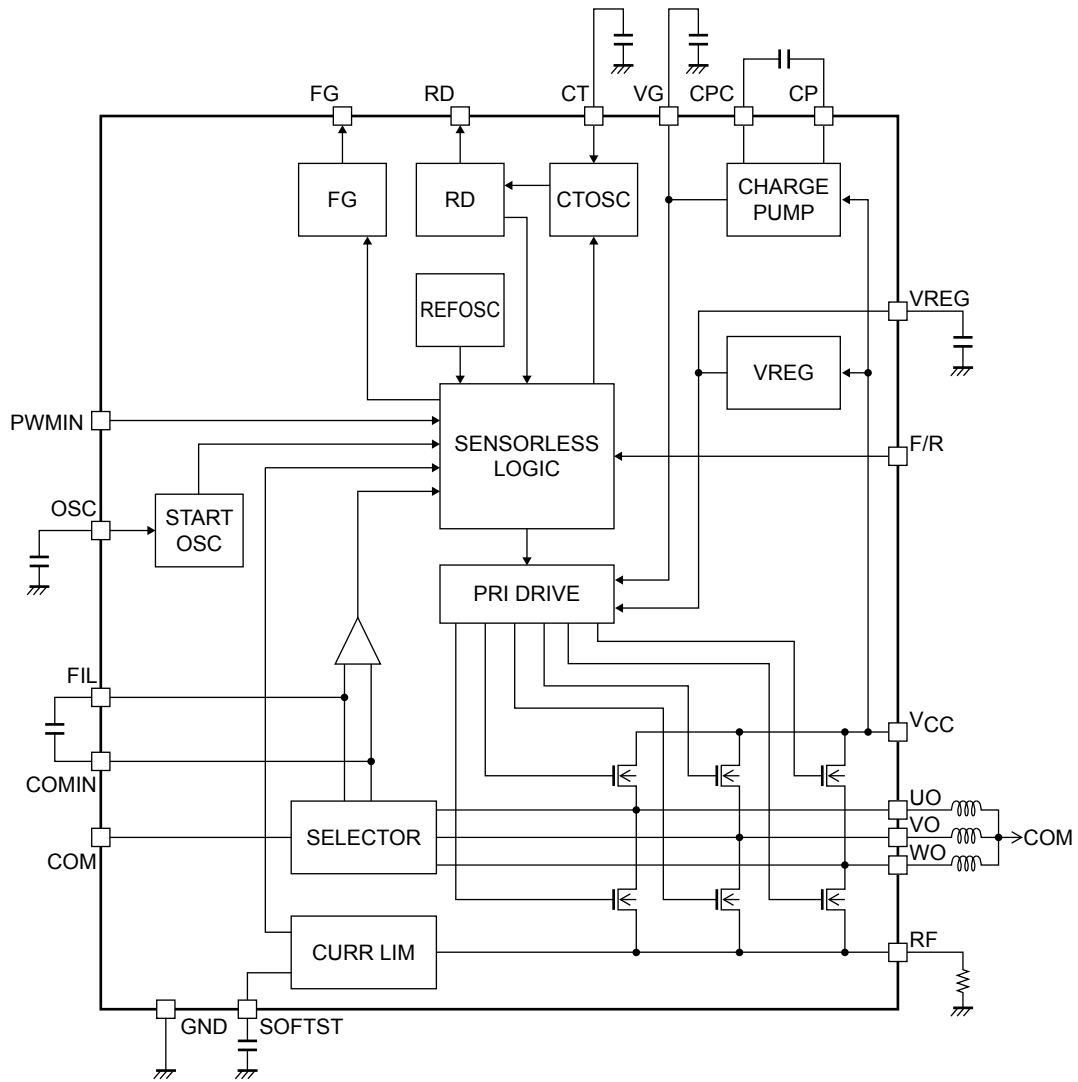 FG
RD
CT
VG
CPC
CP
FG
RD
CTOSC
CHARGE
PUMP
REFOSC
VREG
VREG
PWMIN
SENSORLESS
LOGIC
F/R
OSC
START
OSC
PRI DRIVE
FIL
VCC
COMIN
UO
COM
SELECTOR
VO
COM
WO
CURR LIM
RF
GND
SOFTST